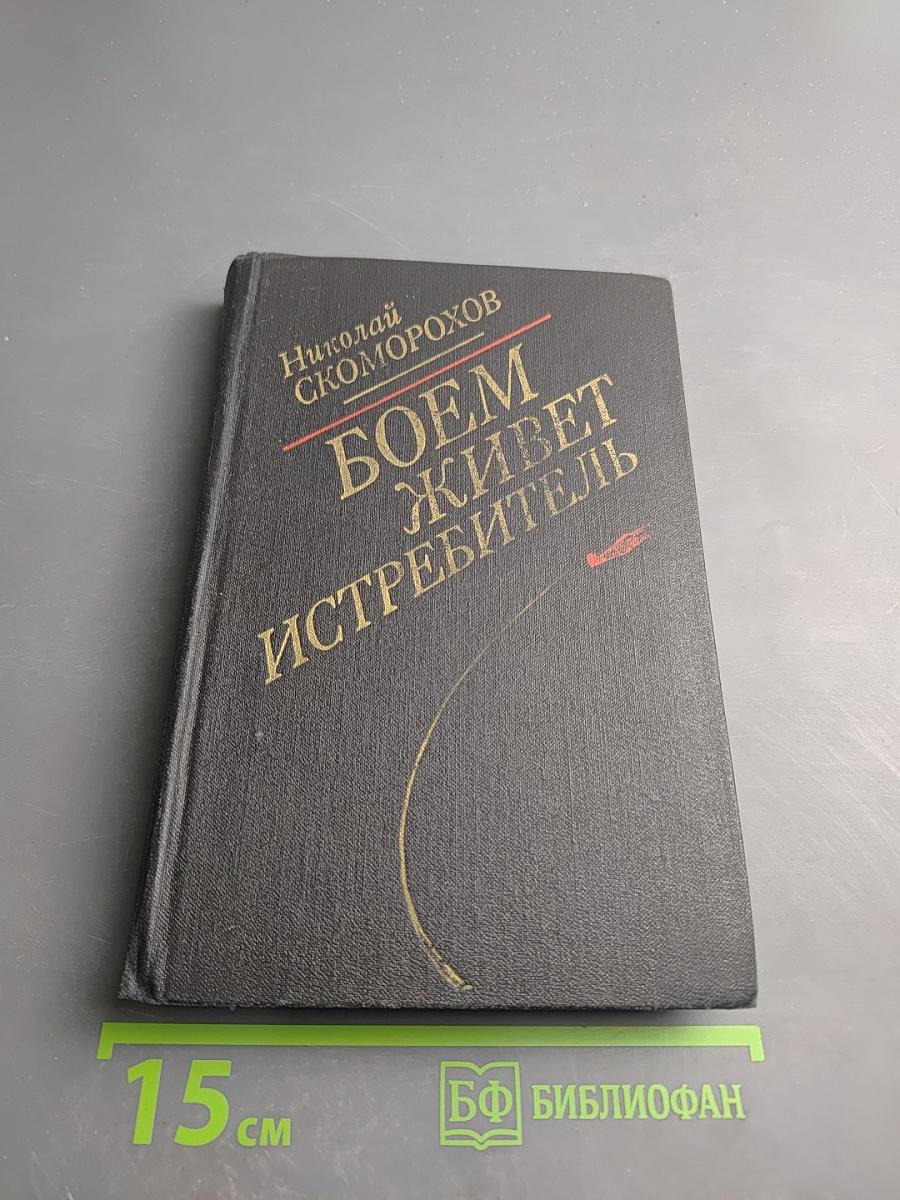 Николай
СКОМОРОХОВ
БОЕМ
ЖИВЕТ
ИСТРЕБИТЕЛЬ
15 см
БФ БИБЛИОФАН